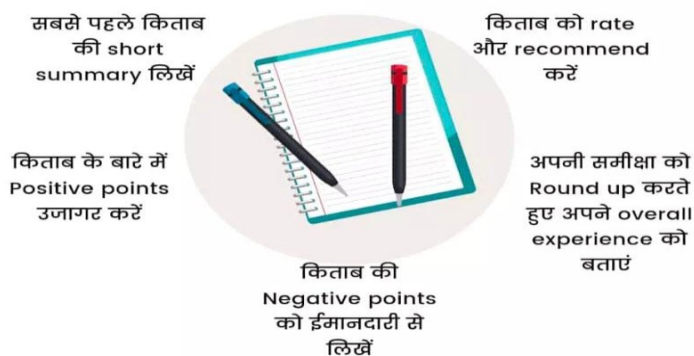 सबसे पहले किताब
की short
summary लिखें
किताब के बारे में
Positive points
उजागर करें
किताब की
Negative points
को ईमानदारी से
लिखें
अपनी समीक्षा को
Round up करते
हुए अपने overall
experience को
बताएं
किताब को rate
और recommend
करें